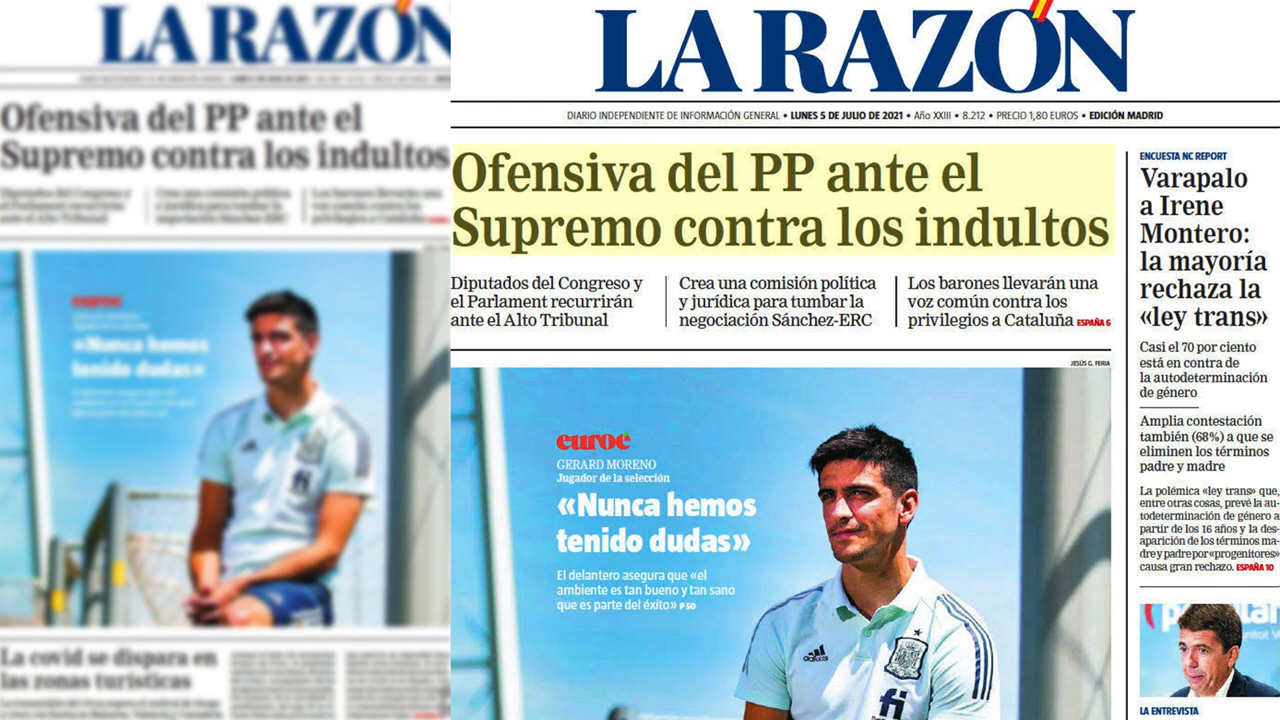 LA RAZÓN
Ofensiva del PP ante el
Supremo contra los indultos
euroé
«Nunca hemos
tenido dudas»
La covid se dispara en
las zonas turísticas
LA RAZÓN
DIARIO INDEPENDIENTE DE INFORMACIÓN GENERAL • LUNES 5 DE JULIO DE 2021 • Año XXIII • 8.212 • PRECIO 1,80 EUROS • EDICIÓN MADRID
Ofensiva del PP ante el
Supremo contra los indultos
Diputados del Congreso y
el Parlament recurrirán
ante el Alto Tribunal
Crea una comisión política
y jurídica para tumbar la
negociación Sánchez-ERC
Los barones llevarán una
voz común contra los
privilegios a Cataluña ESPAÑA 6
JESÚS G. FERIA
euroé
GERARD MORENO
Jugador de la selección
«Nunca hemos
tenido dudas»
El delantero asegura que «el
ambiente es tan bueno y tan sano
que es parte del éxito» P 50
adidas
ENCUESTA NC REPORT
Varapalo
a Irene
Montero:
la mayoría
rechaza la
«ley trans»
Casi el 70 por ciento
está en contra de
la autodeterminación
de género
Amplia contestación
también (68%) a que se
eliminen los términos
padre y madre
La polémica «ley trans» que,
entre otras cosas, prevé la au-
todeterminación de género a
partir de los 16 años y la des-
aparición de los términos ma-
dre y padre por «progenitores»
causa gran rechazo. ESPAÑA 10
LA ENTREVISTA